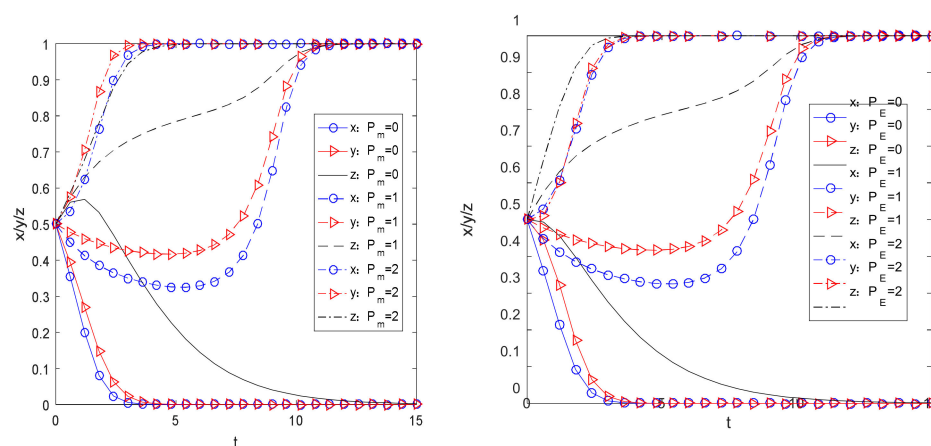 1
0.9
0.8
0.7
0.6
0.5
0.4
0.3
0.2
0.1
0
0
5
10
15
x/y/z
t
x: P_m=0
y: P_m=0
z: P_m=0
x: P_m=1
y: P_m=1
z: P_m=1
x: P_m=2
y: P_m=2
z: P_m=2
1
0.9
0.8
0.7
0.6
0.5
0.4
0.3
0.2
0.1
0
0
t
x/y/z
x: P_E=0
y: P_E=0
z: P_E=0
x: P_E=1
y: P_E=1
z: P_E=1
x: P_E=2
y: P_E=2
z: P_E=2